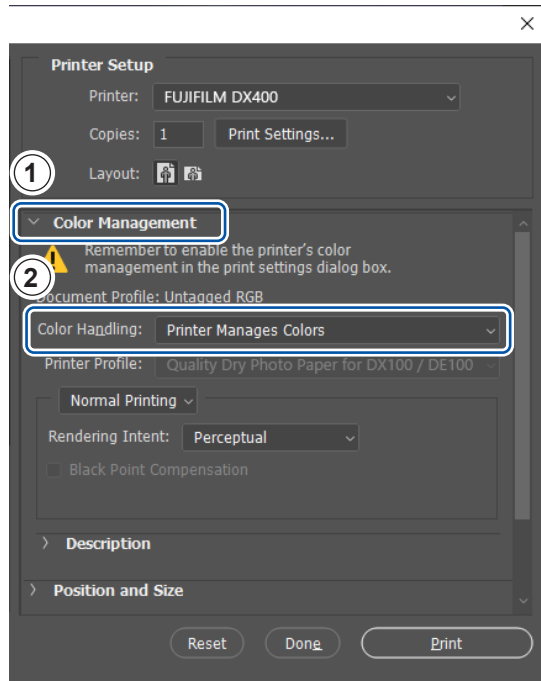 Printer Setup
Printer: FUJIFILM DX400
Copies: 1 Print Settings...
1
Layout:
Color Management
Remember to enable the printer's color
management in the print settings dialog box.
2
Document Profile: Untagged RGB
Color Handling: Printer Manages Colors
Printer Profile: Quality Dry Photo Paper for DX100 / DE100
Normal Printing
Rendering Intent: Perceptual
Black Point Compensation
Description
Position and Size
Reset Done Print